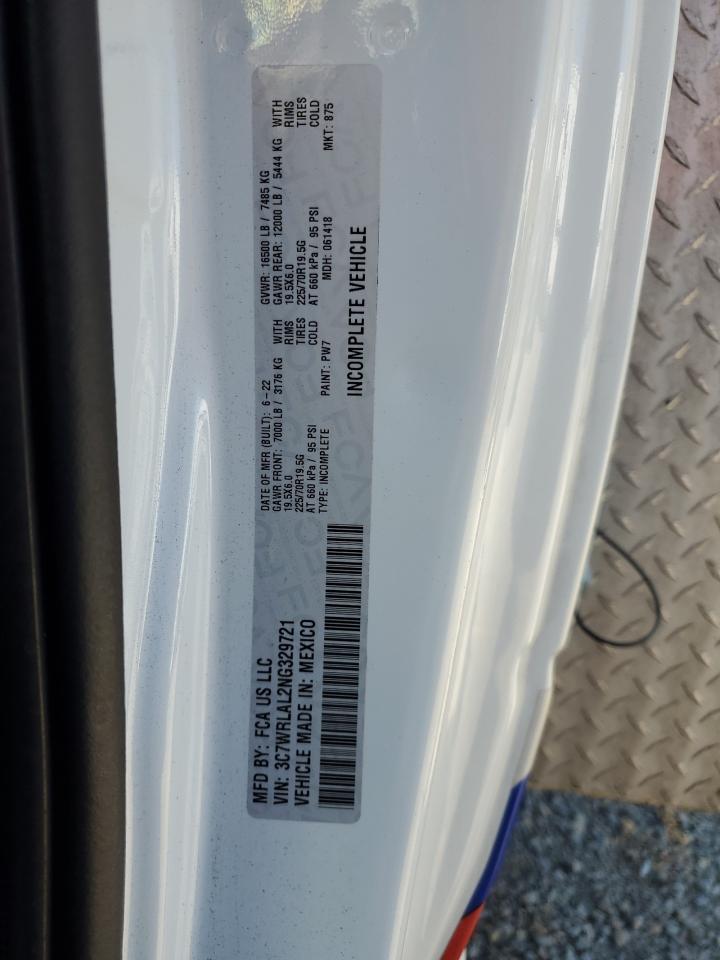 MFD BY: FCA US LLC
VIN: 3C7WRLAL2NG329721
VEHICLE MADE IN: MEXICO
DATE OF MFR (BUILT): 6-22
GAWR FRONT: 7000 LB / 3176 KG WITH
19.5X6.0 RIMS
225/70R19.5G TIRES
AT 660 kPa / 95 PSI COLD
TYPE: INCOMPLETE PAINT: PW7
GVWR: 16500 LB / 7485 KG
GAWR REAR: 12000 LB / 5444 KG WITH
19.5X6.0 RIMS
225/70R19.5G TIRES
AT 660 kPa / 95 PSI COLD
MDH: 061418 MKT: 875
INCOMPLETE VEHICLE